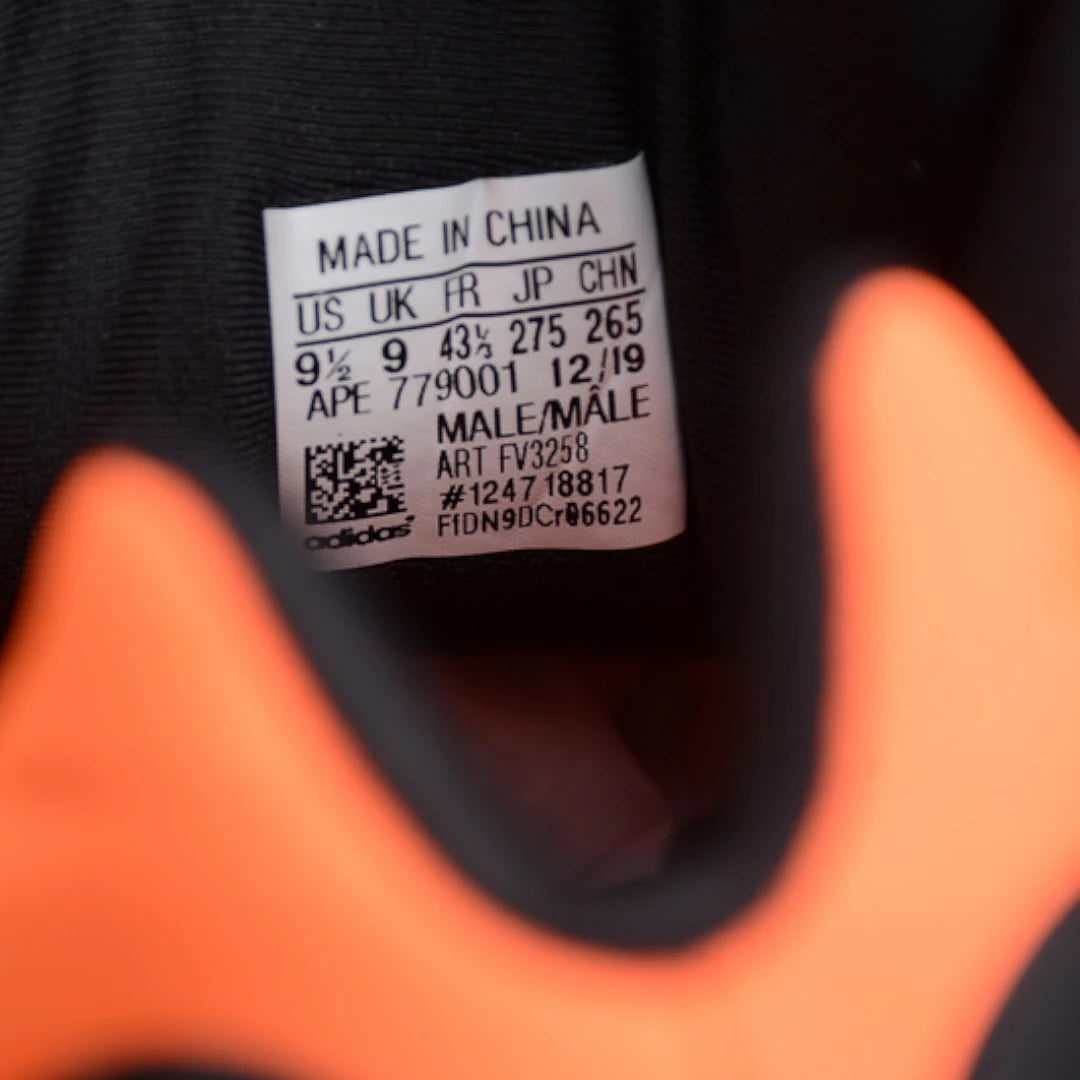 MADE IN CHINA
US UK FR JP CHN
9½ 9 43⅓ 275 265
APE 779001 12/19
MALE/MÂLE
ART FV3258
#124718817
FfDN9DCr06622
adidas